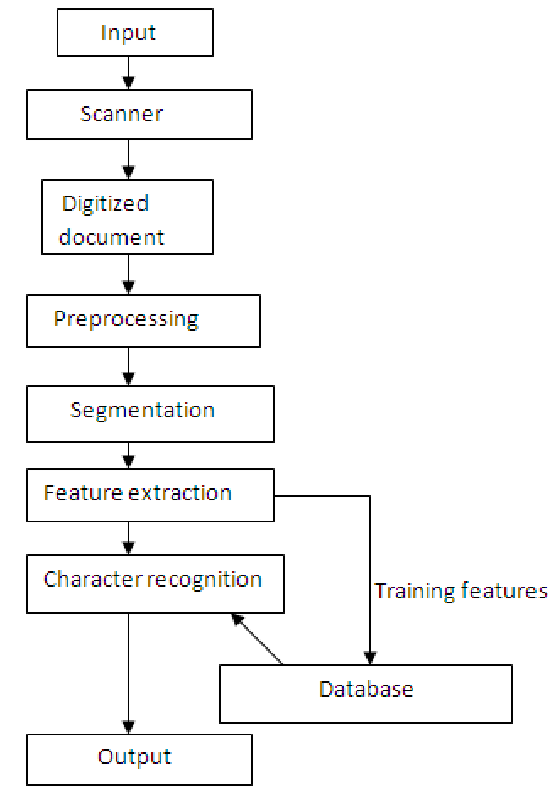 Input
Scanner
Digitized
document
Preprocessing
Segmentation
Feature extraction
Character recognition
Training features
Database
Output